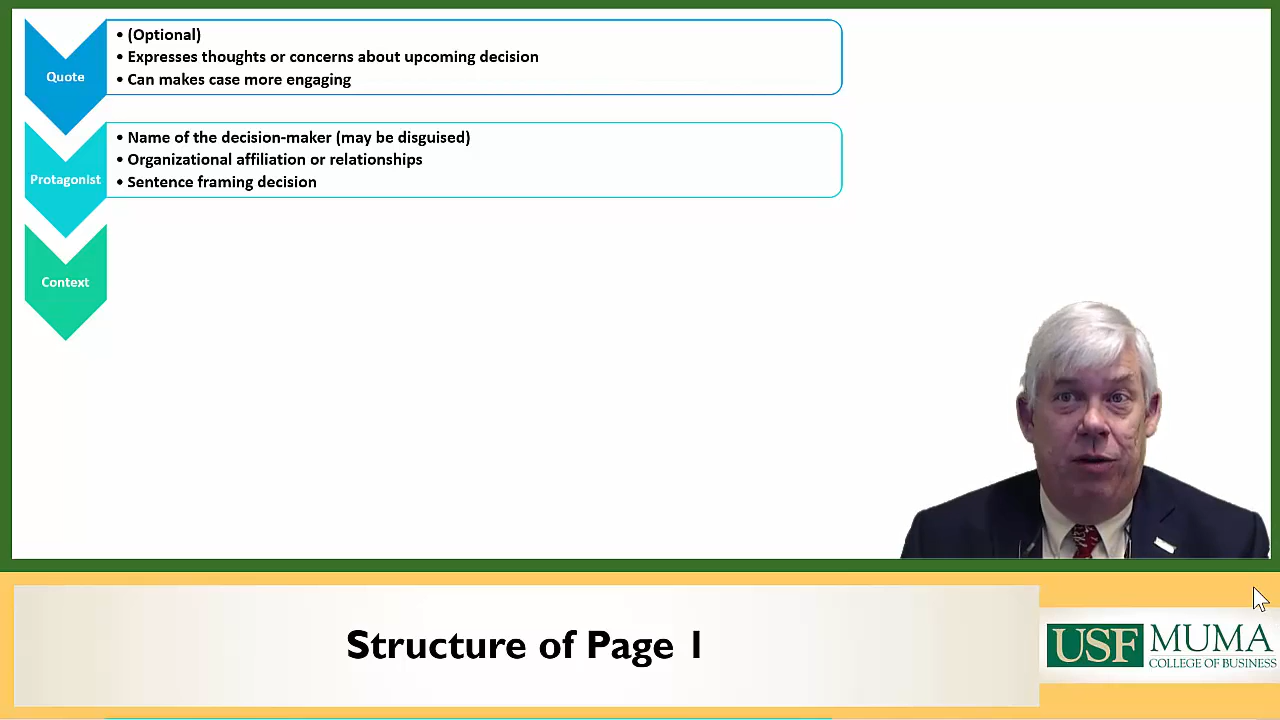 Quote
• (Optional)
• Expresses thoughts or concerns about upcoming decision
• Can makes case more engaging
Protagonist
• Name of the decision-maker (may be disguised)
• Organizational affiliation or relationships
• Sentence framing decision
Context
Structure of Page 1
USF MUMA
COLLEGE OF BUSINESS